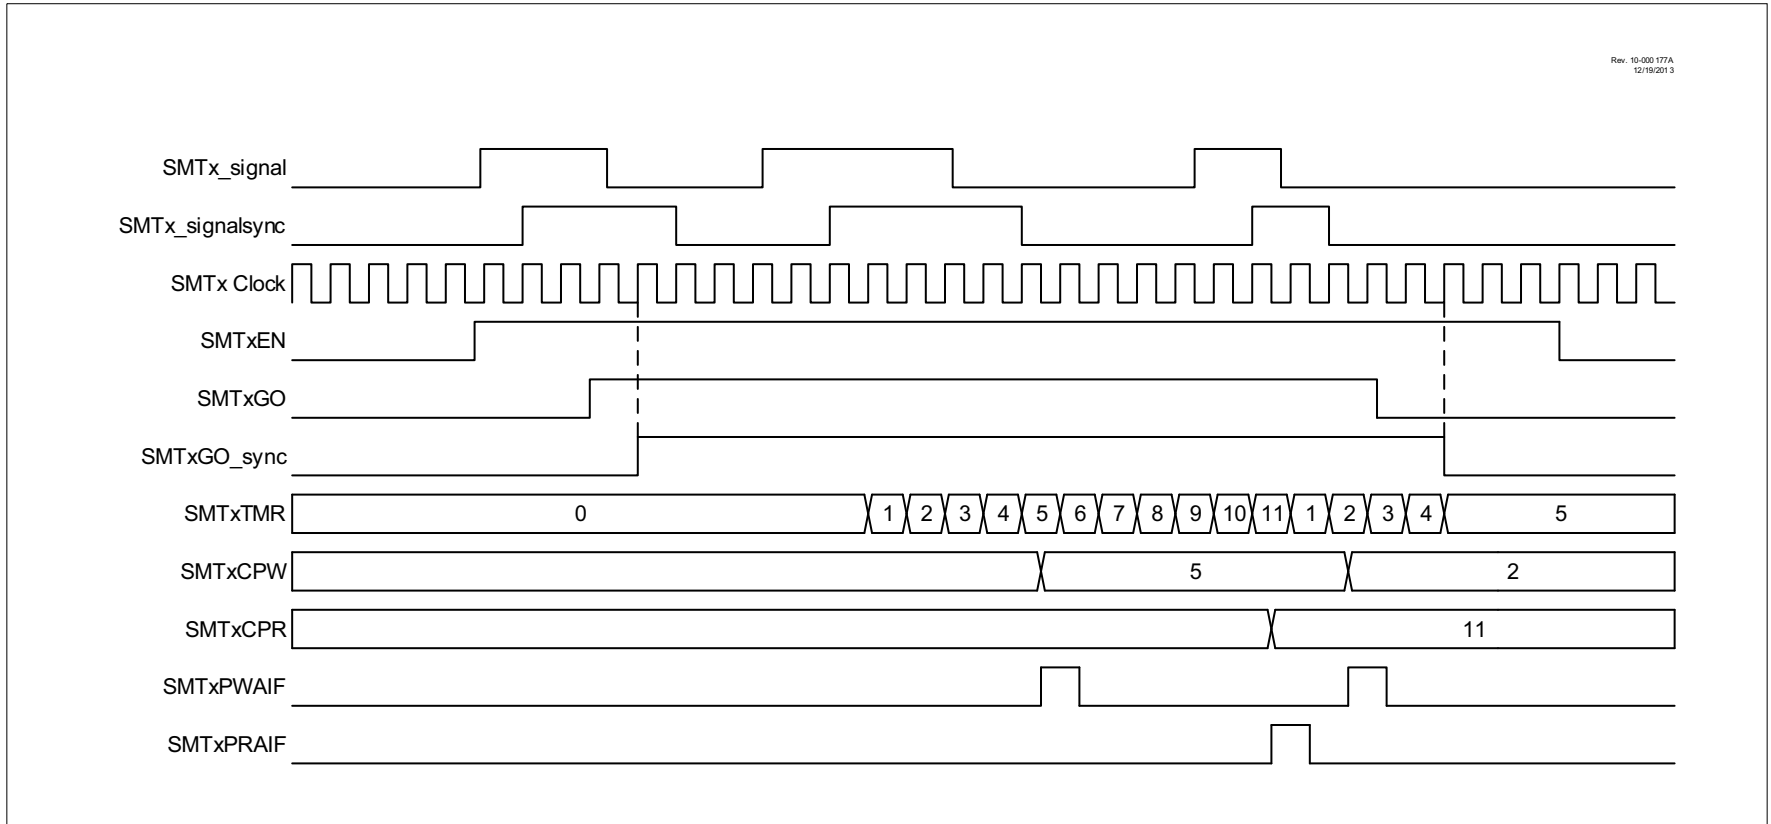 Rev. 10-000 177A
12/19/201 3
SMTx_signal
SMTx_signalsync
SMTx Clock
SMTxEN
SMTxGO
SMTxGO_sync
SMTxTMR 0 1 2 3 4 5 6 7 8 9 10 11 1 2 3 4 5
SMTxCPW 5 2
SMTxCPR 11
SMTxPWAIF
SMTxPRAIF